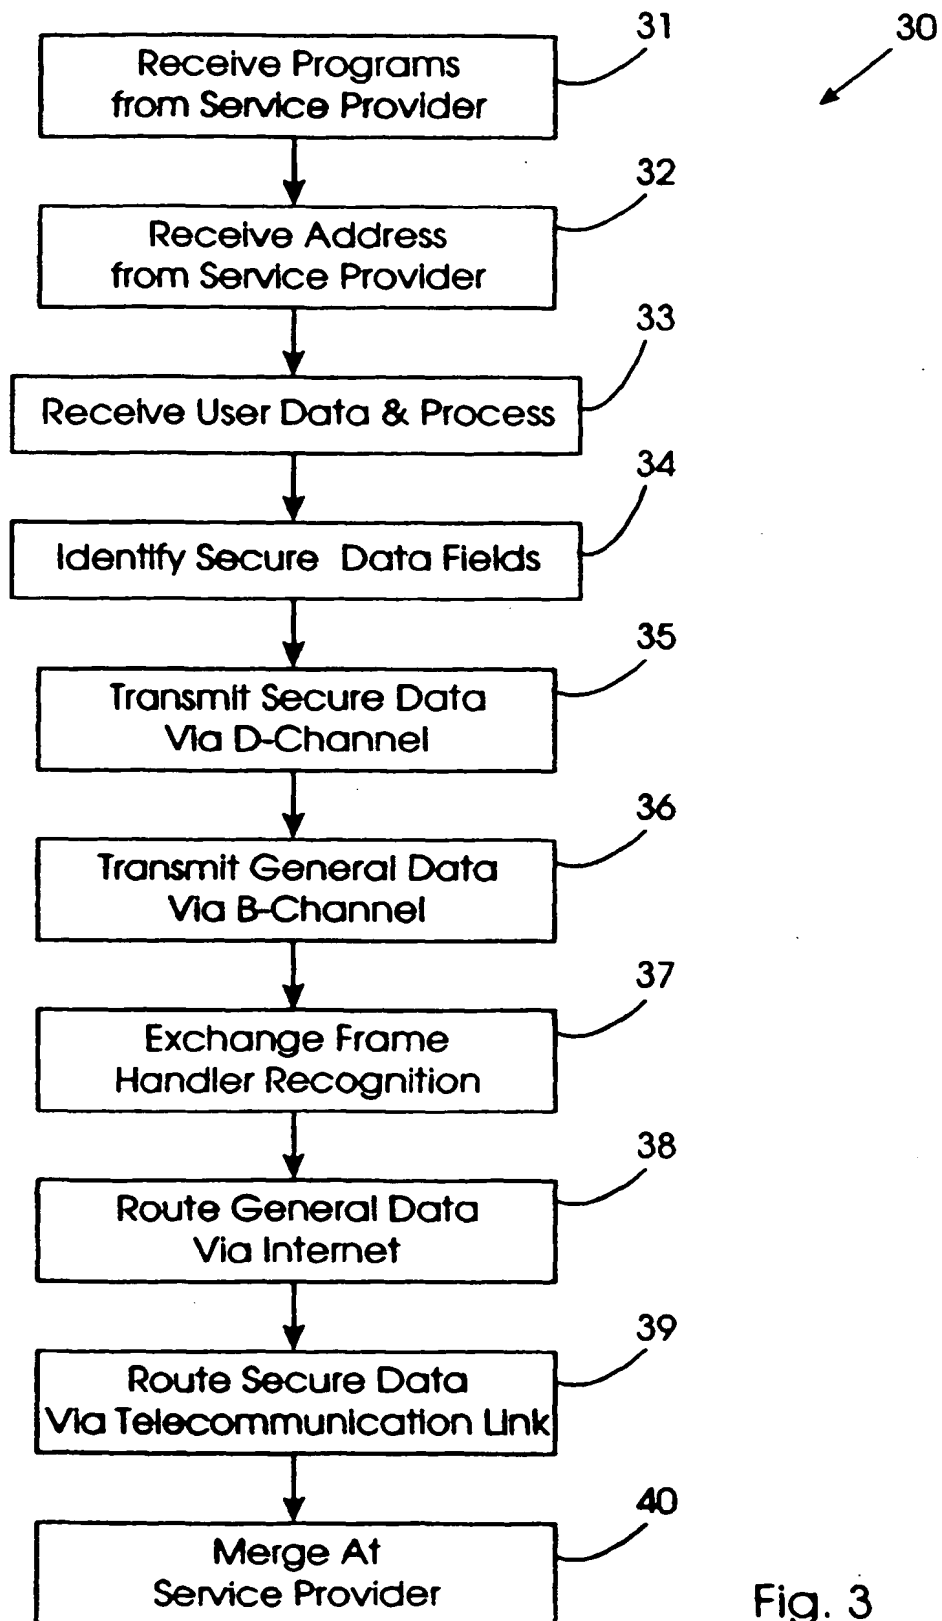 31
30
Receive Programs
from Service Provider
32
Receive Address
from Service Provider
33
Receive User Data & Process
34
Identify Secure Data Fields
35
Transmit Secure Data
Via D-Channel
36
Transmit General Data
Via B-Channel
37
Exchange Frame
Handler Recognition
38
Route General Data
Via Internet
39
Route Secure Data
Via Telecommunication Link
40
Merge At
Service Provider
Fig. 3